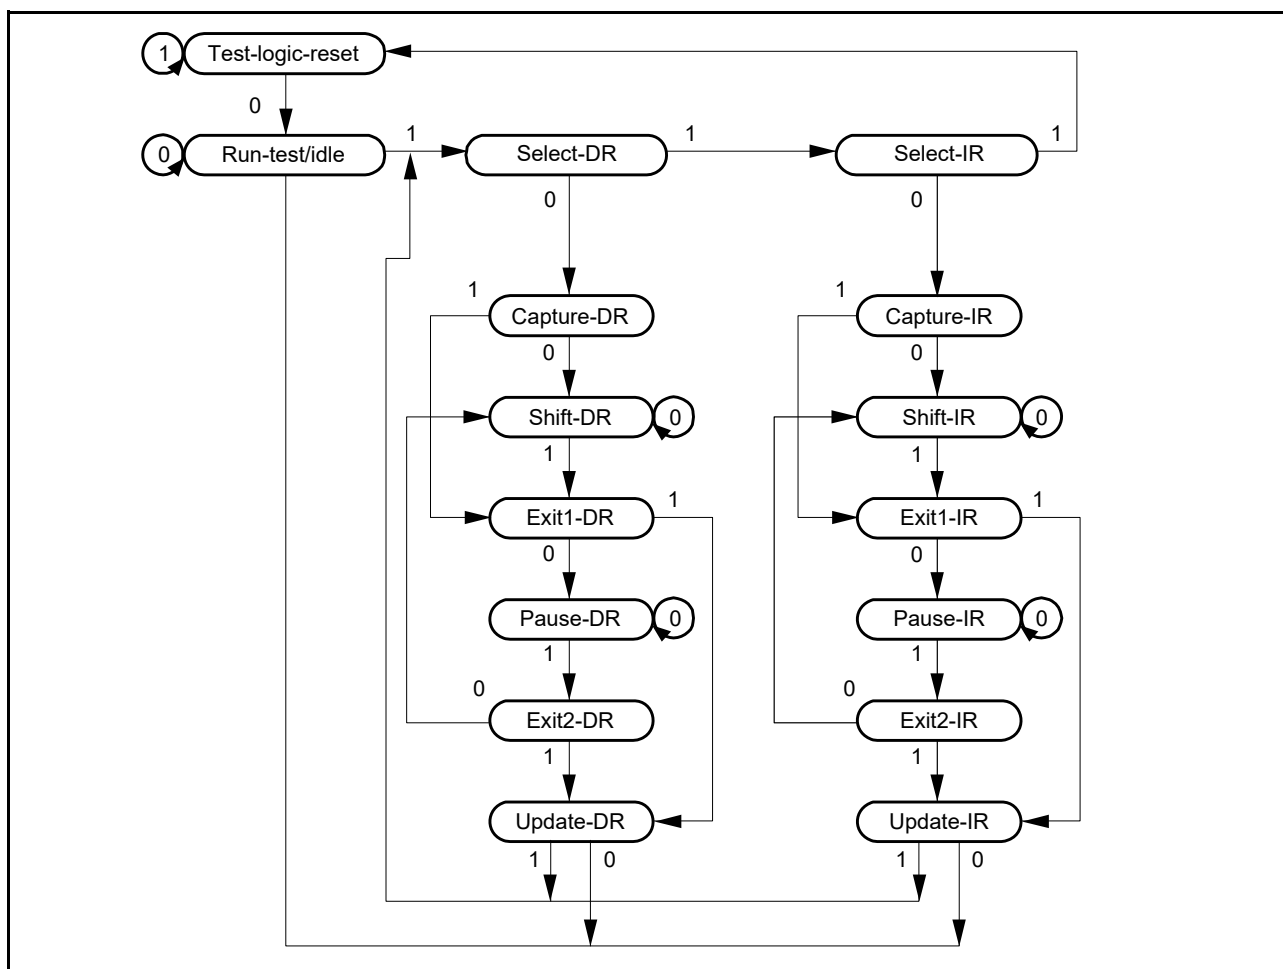 1 Test-logic-reset
0
0 Run-test/idle 1 Select-DR 1 Select-IR 1
0 0
1 1
Capture-DR Capture-IR
0 0
Shift-DR 0 Shift-IR 0
1 1
1 1
Exit1-DR Exit1-IR
0 0
Pause-DR 0 Pause-IR 0
1 1
0 0
Exit2-DR Exit2-IR
1 1
Update-DR Update-IR
1 0 1 0